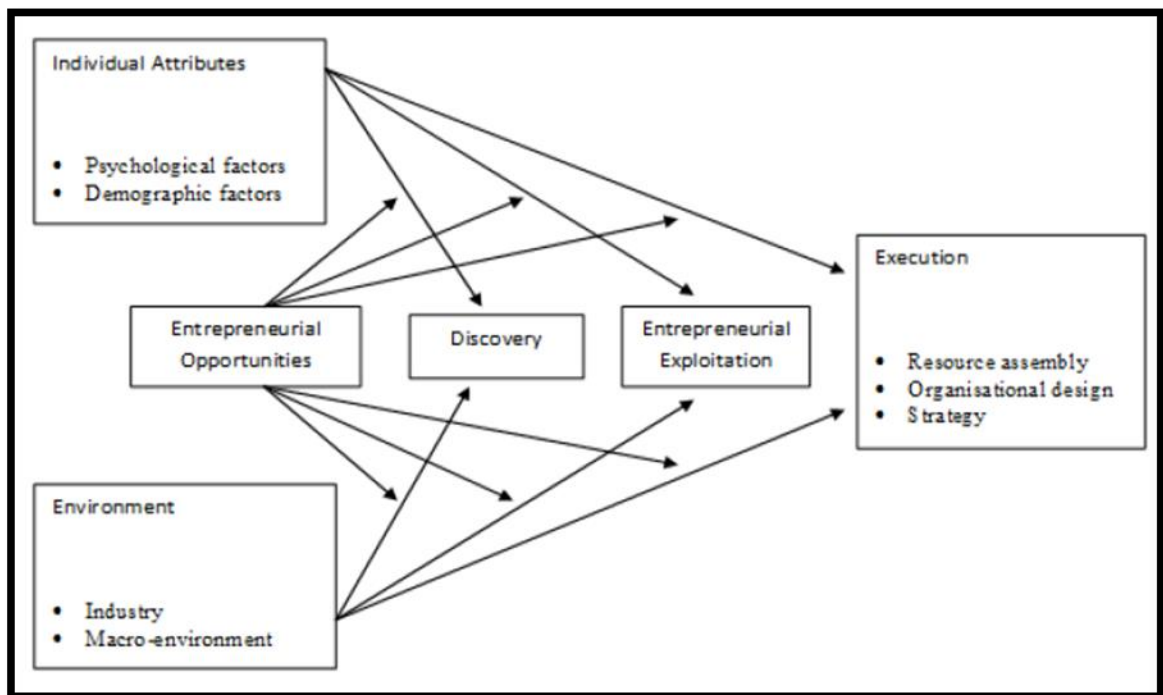 Individual Attributes
• Psychological factors
• Demographic factors
Execution
Entrepreneurial
Opportunities
Discovery
Entrepreneurial
Exploitation
• Resource assembly
• Organisational design
• Strategy
Environment
• Industry
• Macro-environment